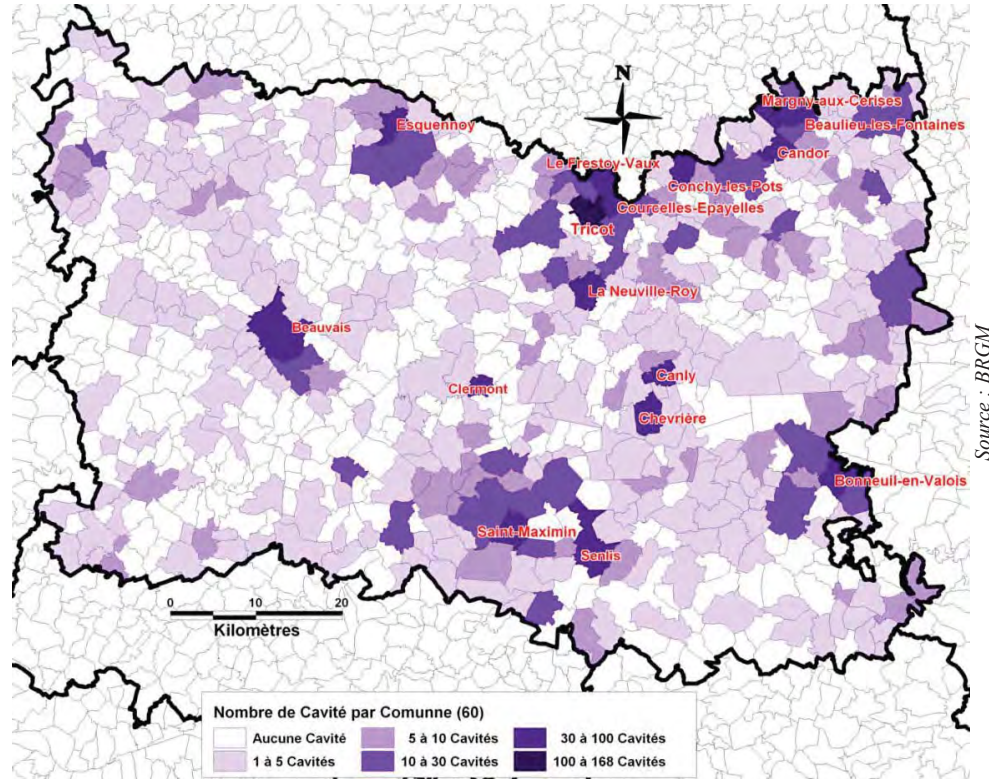 N
Margny-aux-Cerises
Esquennoy
Beaulieu-les-Fontaines
Candor
Le Frestoy-Vaux
Conchy-les-Pots
Courcelles-Epayelles
Tricot
La Neuville-Roy
Beauvais
Source : BRGM
Canly
Clermont
Chevrière
Bonneuil-en-Valois
Saint-Maximin
Senlis
0 10 20
Kilomètres
Nombre de Cavité par Comunne (60)
Aucune Cavité
5 à 10 Cavités
30 à 100 Cavités
1 à 5 Cavités
10 à 30 Cavités
100 à 168 Cavités